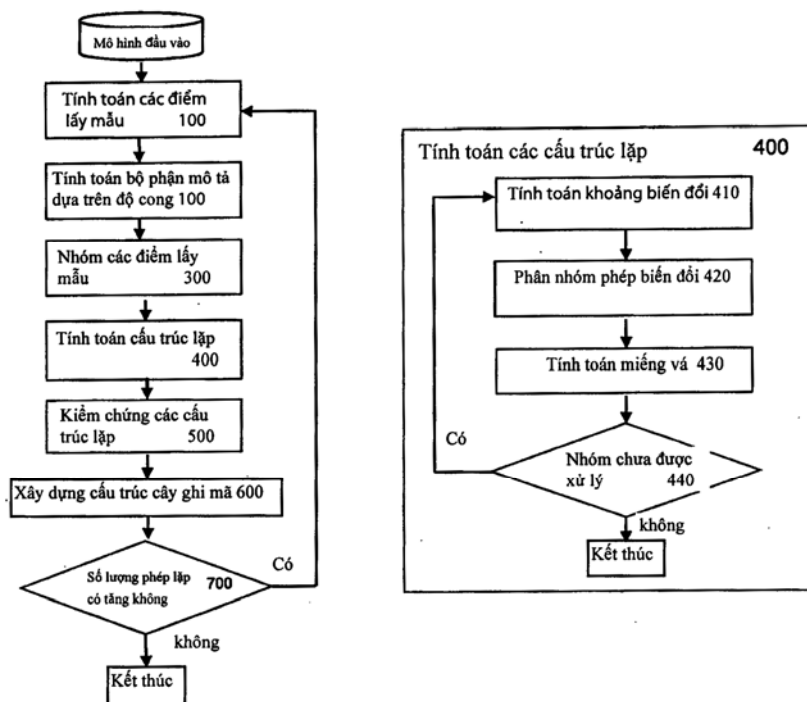 Mô hình đầu vào
Tính toán các điểm
lấy mẫu 100
Tính toán bộ phận mô tả
dựa trên độ cong 100
Nhóm các điểm lấy
mẫu 300
Tính toán cấu trúc lặp
400
Kiểm chứng các cấu
trúc lặp 500
Xây dựng cấu trúc cây ghi mã 600
Số lượng phép lặp 700
có tăng không
Có
không
Kết thúc
Tính toán các cấu trúc lặp 400
Tính toán khoảng biến đổi 410
Phân nhóm phép biến đổi 420
Tính toán miếng vá 430
Có
Nhóm chưa được
xử lý 440
không
Kết thúc